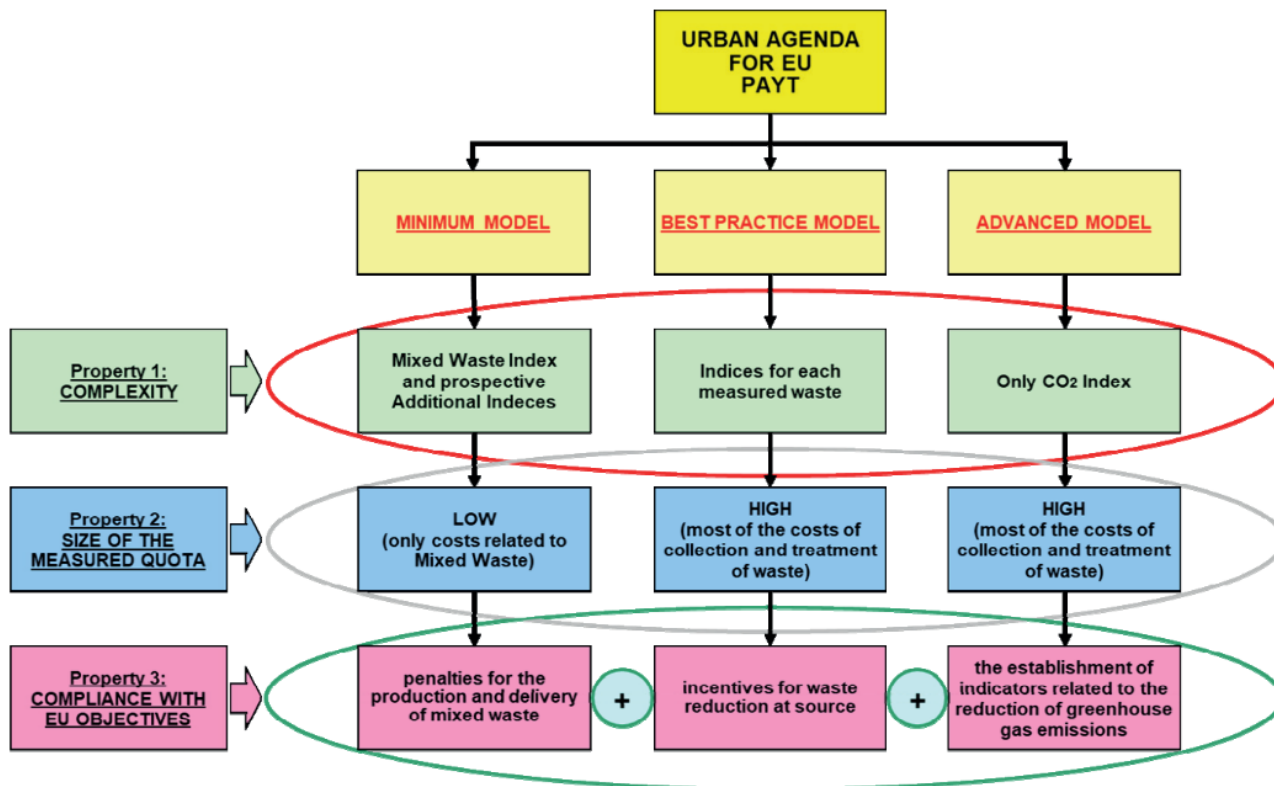 URBAN AGENDA
FOR EU
PAYT
MINIMUM MODEL
BEST PRACTICE MODEL
ADVANCED MODEL
Property 1:
COMPLEXITY
Mixed Waste Index
and prospective
Additional Indeces
Indices for each
measured waste
Only CO2 Index
Property 2:
SIZE OF THE
MEASURED QUOTA
LOW
(only costs related to
Mixed Waste)
HIGH
(most of the costs of
collection and treatment
of waste)
HIGH
(most of the costs of
collection and treatment
of waste)
Property 3:
COMPLIANCE WITH
EU OBJECTIVES
penalties for the
production and delivery
of mixed waste
+
incentives for waste
reduction at source
+
the establishment of
indicators related to the
reduction of greenhouse
gas emissions